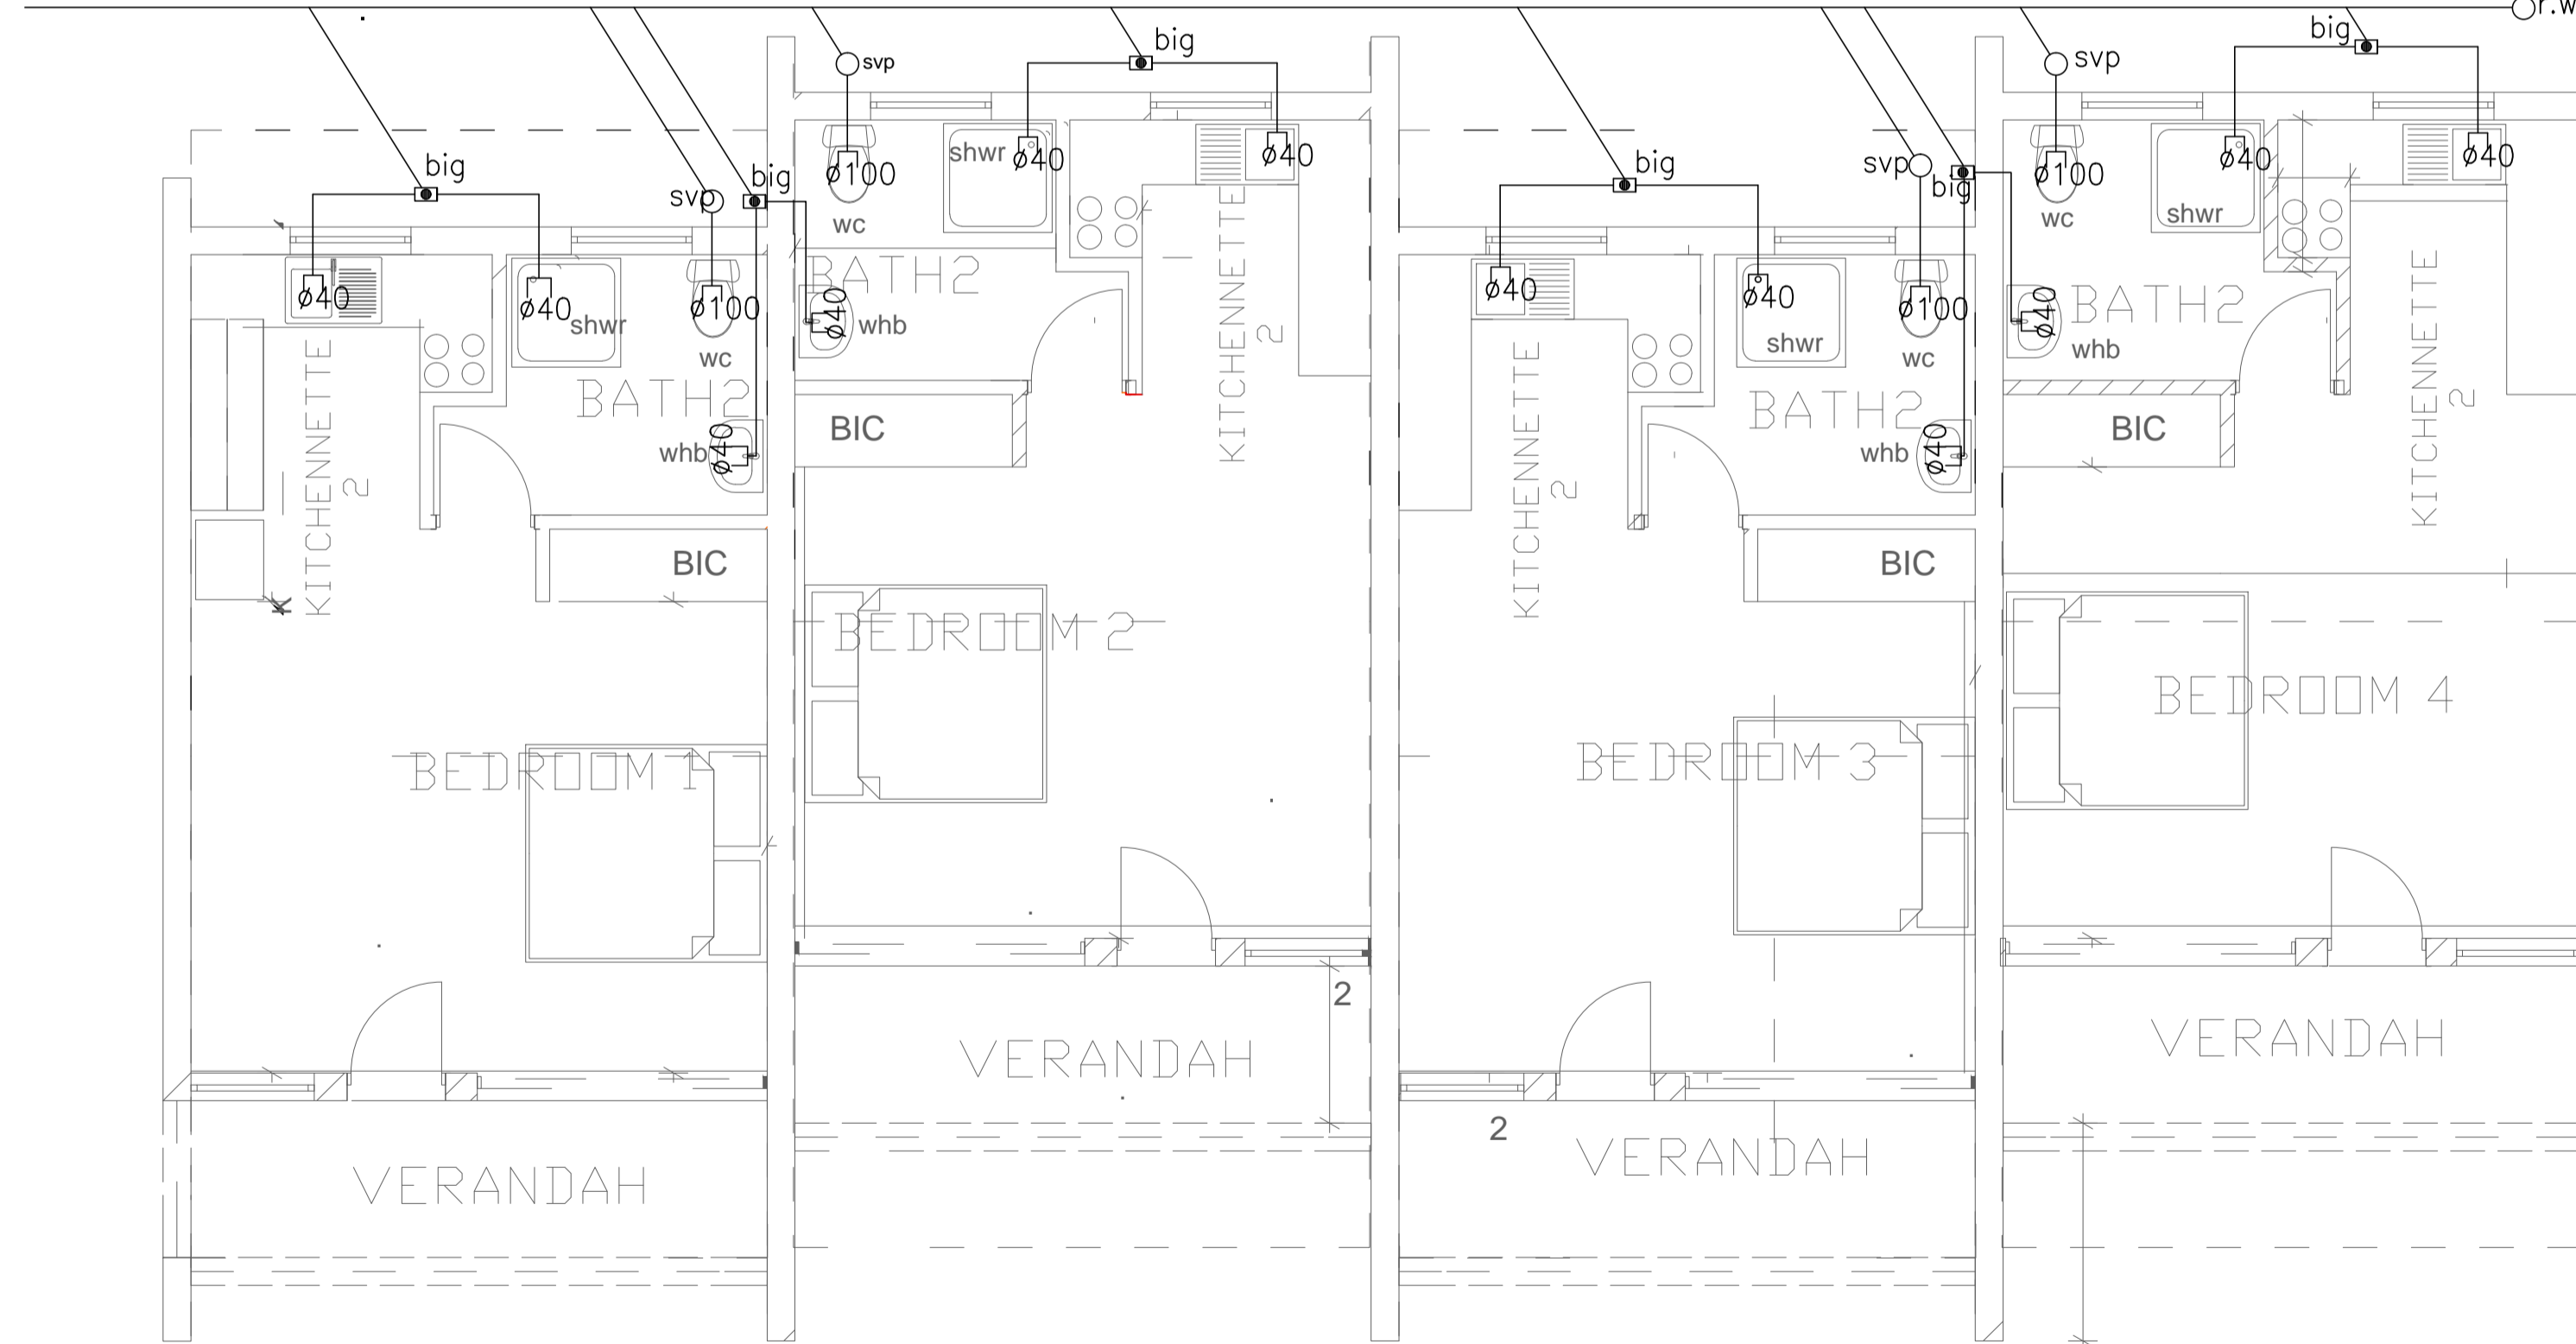 r.w
big
svp
big
svp
big
svp
big
big
svp
big
svp
big
ø40
ø40
shwr
ø100
wc
KITCHENNETTE
2
BATH2
whb
ø40
BIC
BEDROOM 1
VERANDAH
ø100
wc
shwr
ø40
ø40
BATH2
ø40
whb
KITCHENNETTE
2
BIC
BEDROOM 2
2
VERANDAH
ø40
ø40
shwr
ø100
wc
KITCHENNETTE
2
BATH2
whb
ø40
BIC
BEDROOM 3
2
VERANDAH
ø100
wc
shwr
ø40
ø40
BATH2
ø40
whb
KITCHENNETTE
2
BIC
BEDROOM 4
VERANDAH